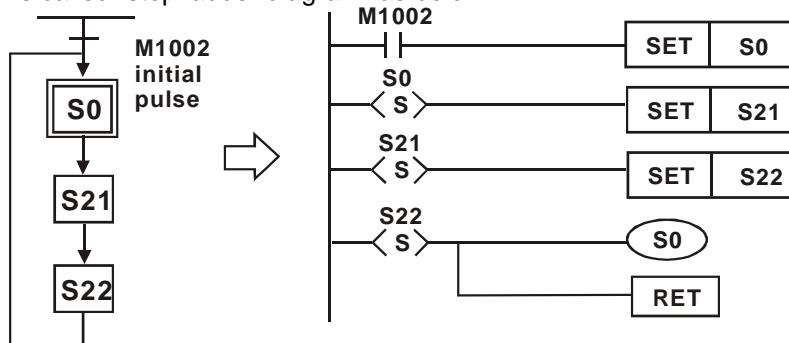 M1002
initial
pulse
S0
S21
S22
M1002
SET S0
S0
S
SET S21
S21
S
SET S22
S22
S
S0
RET